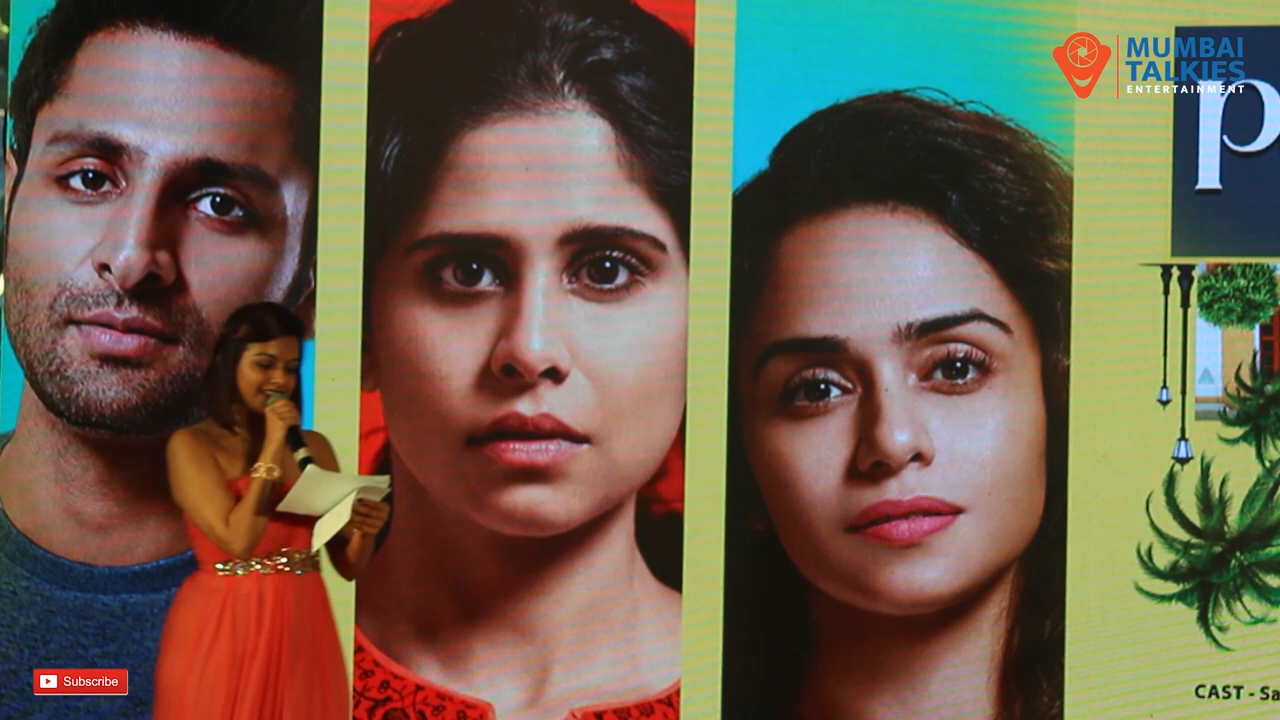 MUMBAI
TALKIES
ENTERTAINMENT
p
Subscribe
CAST - Sa